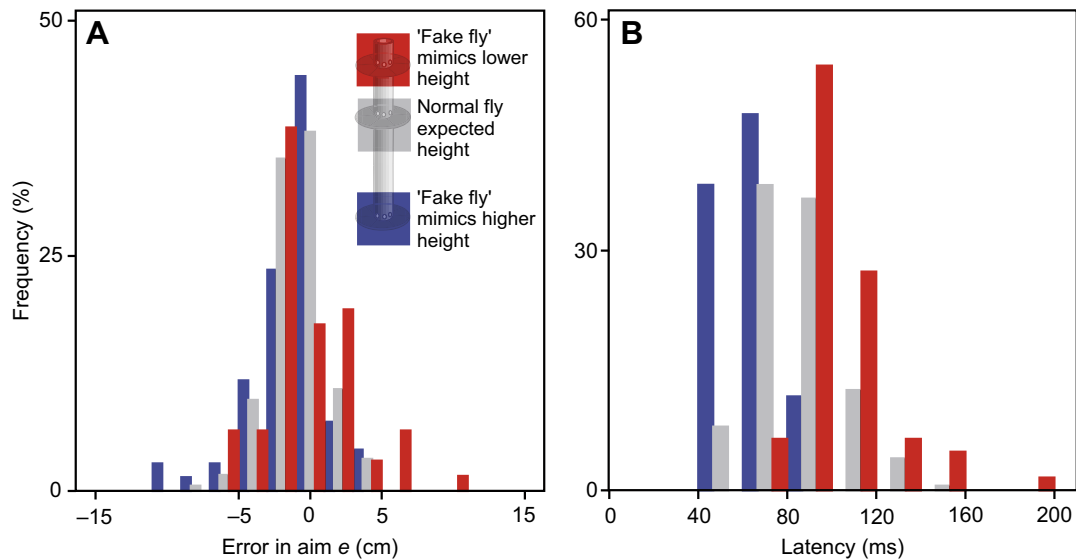 A
50
25
0
Frequency (%)
–15
–5
0
5
15
Error in aim e (cm)
'Fake fly'
mimics lower
height
Normal fly
expected
height
'Fake fly'
mimics higher
height
B
60
30
0
0
40
80
120
160
200
Latency (ms)